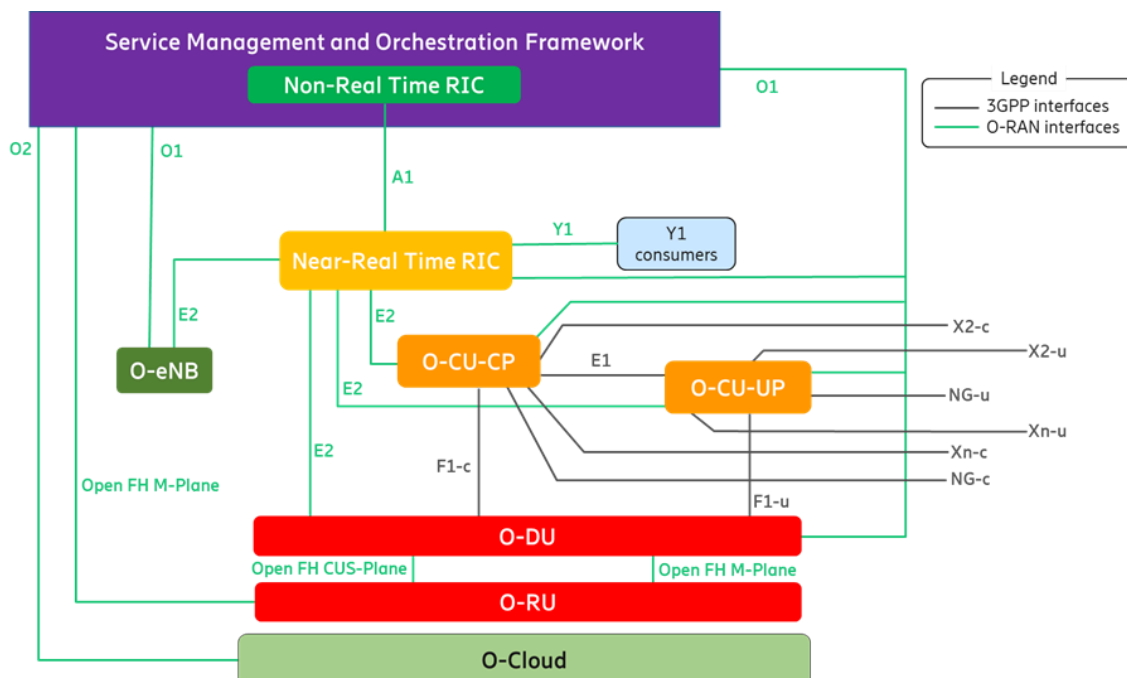 Service Management and Orchestration Framework
Non-Real Time RIC
O1
Legend
3GPP interfaces
O-RAN interfaces
O2
O1
A1
Y1
Y1
consumers
Near-Real Time RIC
E2
E2
X2-c
O-CU-CP
E1
X2-u
O-eNB
O-CU-UP
E2
NG-u
Xn-u
E2
F1-c
Xn-c
NG-c
Open FH M-Plane
F1-u
O-DU
Open FH CUS-Plane
Open FH M-Plane
O-RU
O-Cloud